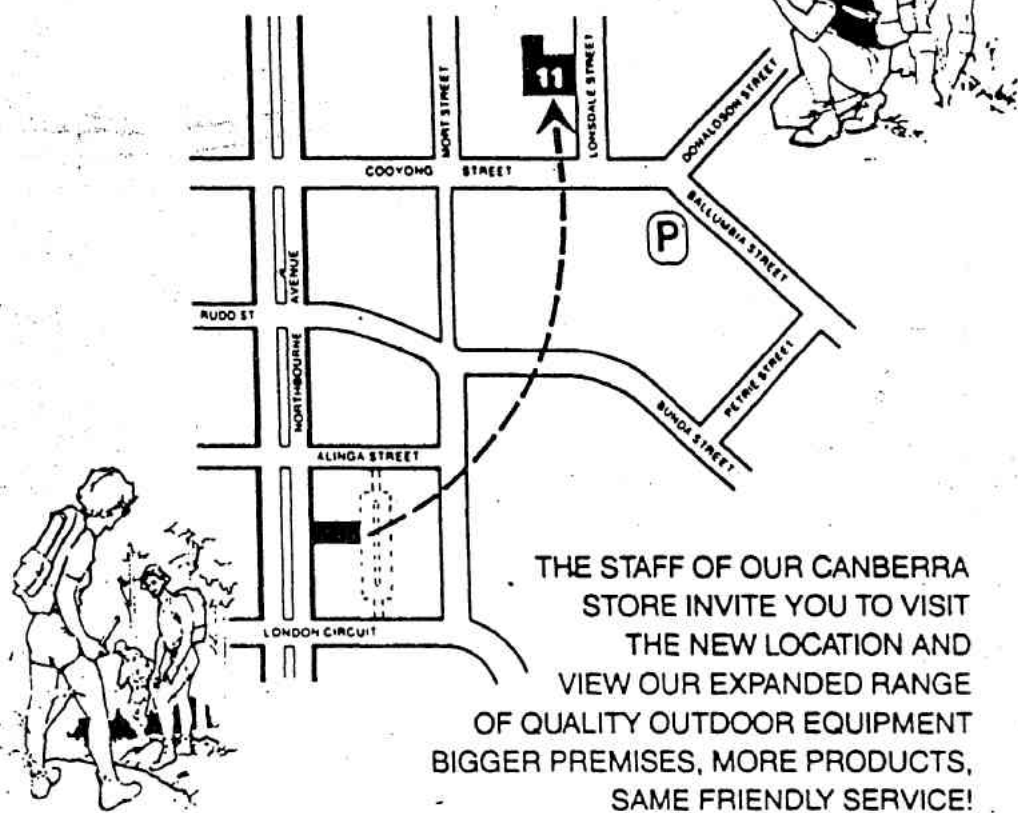 11
MORT STREET
LONSDALE STREET
DONALDSON STREET
COOYONG STREET
BALLUMBIA STREET
P
RUDD ST
NORTHBOURNE AVENUE
PETRIE STREET
BUNDA STREET
ALINGA STREET
LONDON CIRCUIT
THE STAFF OF OUR CANBERRA
STORE INVITE YOU TO VISIT
THE NEW LOCATION AND
VIEW OUR EXPANDED RANGE
OF QUALITY OUTDOOR EQUIPMENT
BIGGER PREMISES, MORE PRODUCTS,
SAME FRIENDLY SERVICE!